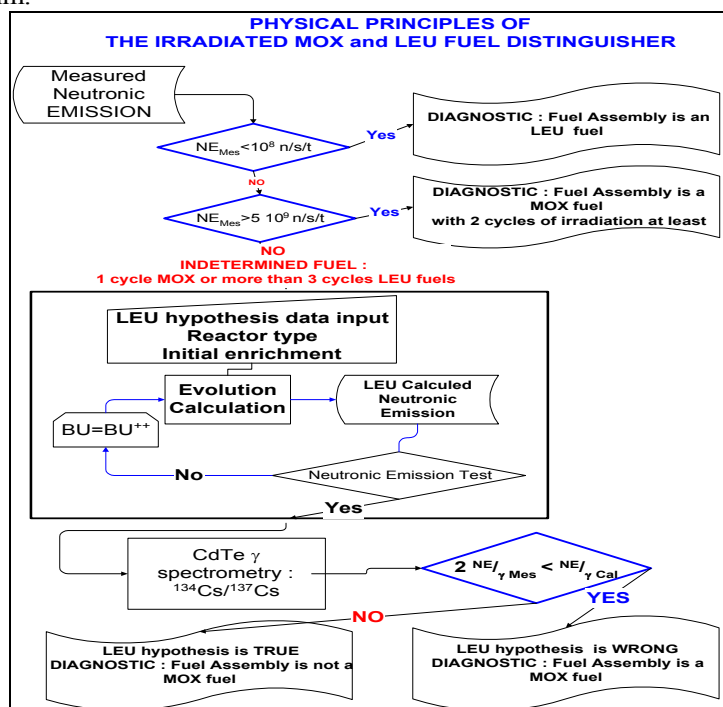 PHYSICAL PRINCIPLES OF
THE IRRADIATED MOX and LEU FUEL DISTINGUISHER
Measured
Neutronic
EMISSION
NE_Mes<10⁸ n/s/t
Yes
DIAGNOSTIC : Fuel Assembly is an
LEU fuel
NO
NE_Mes>5 10⁹ n/s/t
Yes
DIAGNOSTIC : Fuel Assembly is a
MOX fuel
with 2 cycles of irradiation at least
NO
INDETERMINED FUEL :
1 cycle MOX or more than 3 cycles LEU fuels
LEU hypothesis data input
Reactor type
Initial enrichment
Evolution
Calculation
LEU Calculed
Neutronic
Emission
BU=BU⁺⁺
No
Neutronic Emission Test
Yes
CdTe γ
spectrometry :
¹³⁴Cs/¹³⁷Cs
2 NE/γ Mes < NE/γ Cal
YES
NO
LEU hypothesis is TRUE
DIAGNOSTIC : Fuel Assembly is not a
MOX fuel
LEU hypothesis is WRONG
DIAGNOSTIC : Fuel Assembly is a
MOX fuel